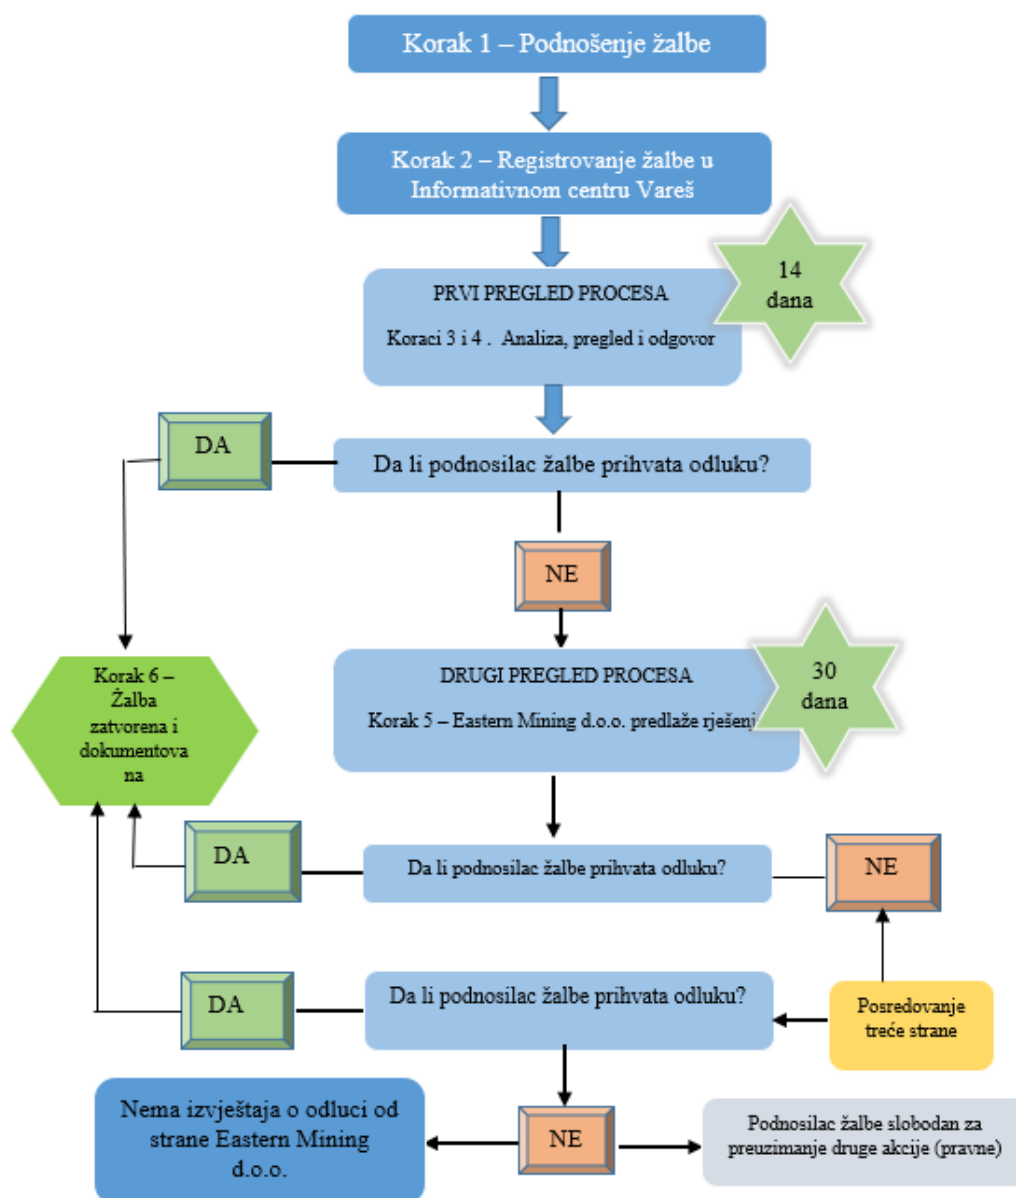 Korak 1 – Podnošenje žalbe
Korak 2 – Registrovanje žalbe u
Informativnom centru Vareš
14
dana
PRVI PREGLED PROCESA
Koraci 3 i 4 . Analiza, pregled i odgovor
DA
Da li podnosilac žalbe prihvata odluku?
NE
Korak 6 –
Žalba
zatvorena i
dokumentova
na
DRUGI PREGLED PROCESA
Korak 5 – Eastern Mining d.o.o. predlaže rješenj
30
dana
DA
Da li podnosilac žalbe prihvata odluku?
NE
DA
Da li podnosilac žalbe prihvata odluku?
Posredovanje
treće strane
Nema izvještaja o odluci od
strane Eastern Mining
d.o.o.
NE
Podnosilac žalbe slobodan za
preuzimanje druge akcije (pravne)